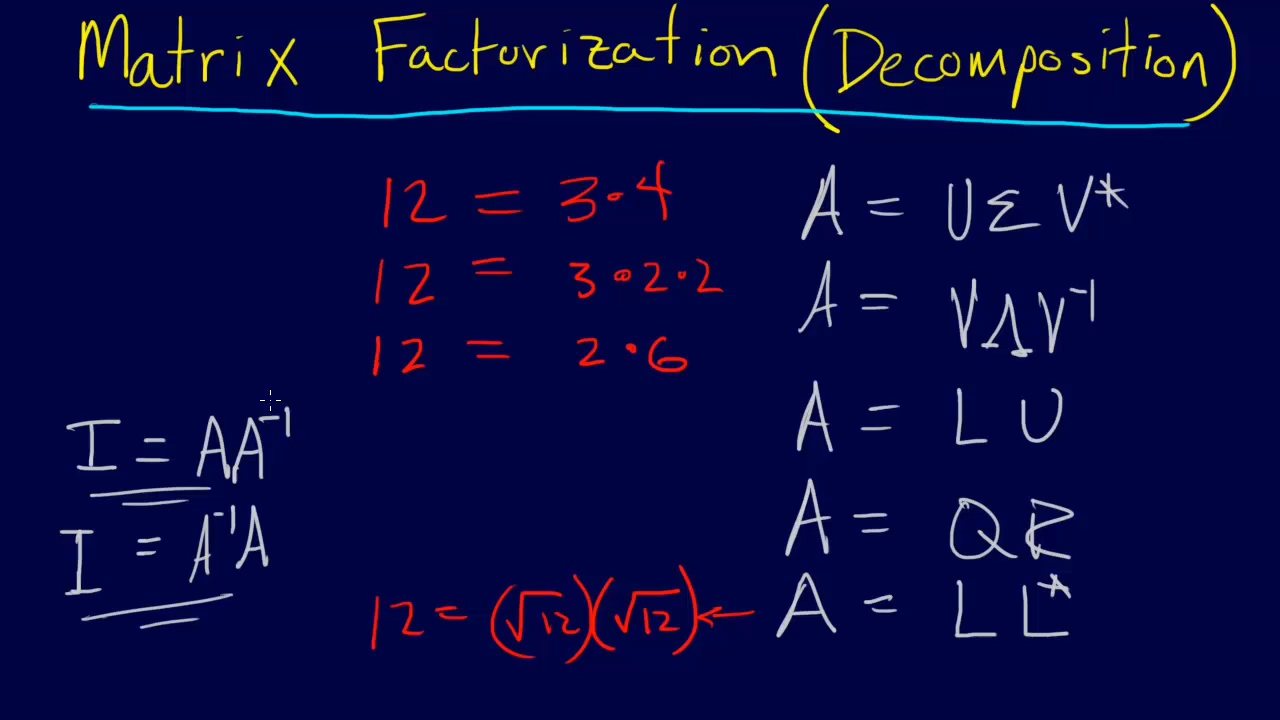 Matrix Factorization (Decomposition)
12 = 3·4
12 = 3·2·2
12 = 2·6
12 = (√12)(√12) ←
A = UΣV*
A = VΛV⁻¹
A = LU
A = QR
A = LL*
I = AA⁻¹
I = A⁻¹A